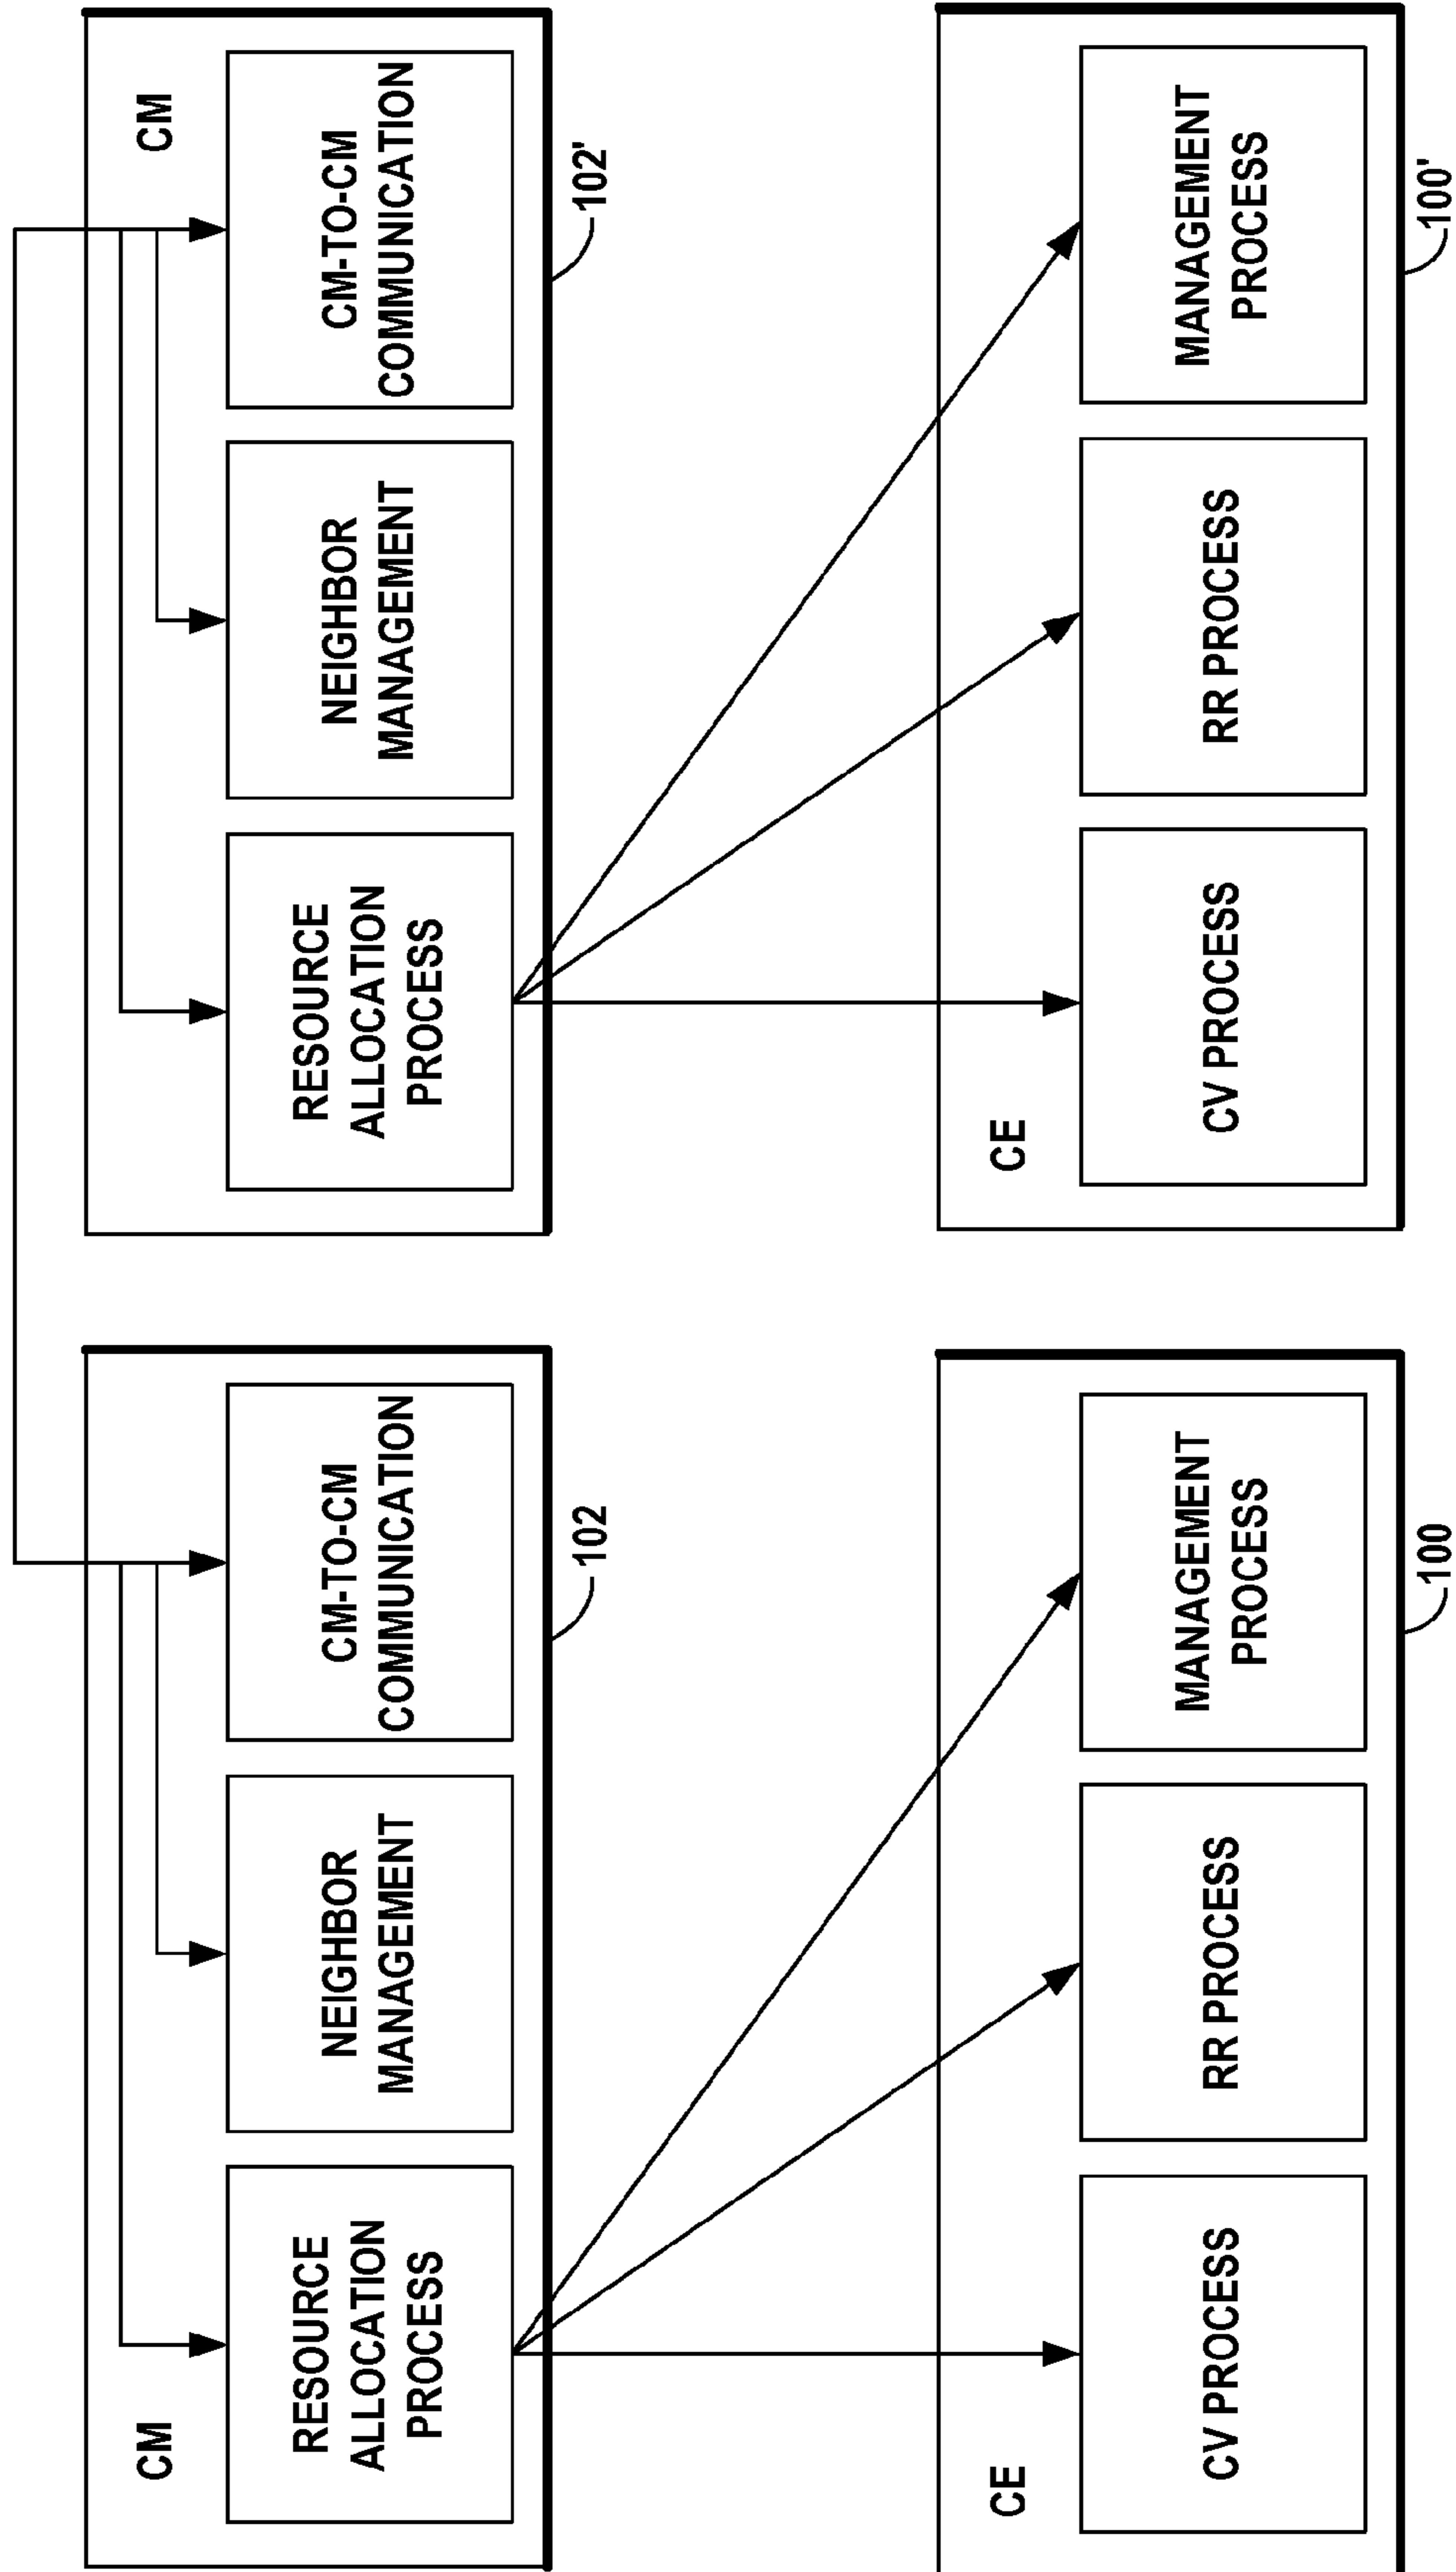 CM
RESOURCE
ALLOCATION
PROCESS
NEIGHBOR
MANAGEMENT
CM-TO-CM
COMMUNICATION
102
CM
RESOURCE
ALLOCATION
PROCESS
NEIGHBOR
MANAGEMENT
CM-TO-CM
COMMUNICATION
102'
CE
CV PROCESS
RR PROCESS
MANAGEMENT
PROCESS
100
CE
CV PROCESS
RR PROCESS
MANAGEMENT
PROCESS
100'